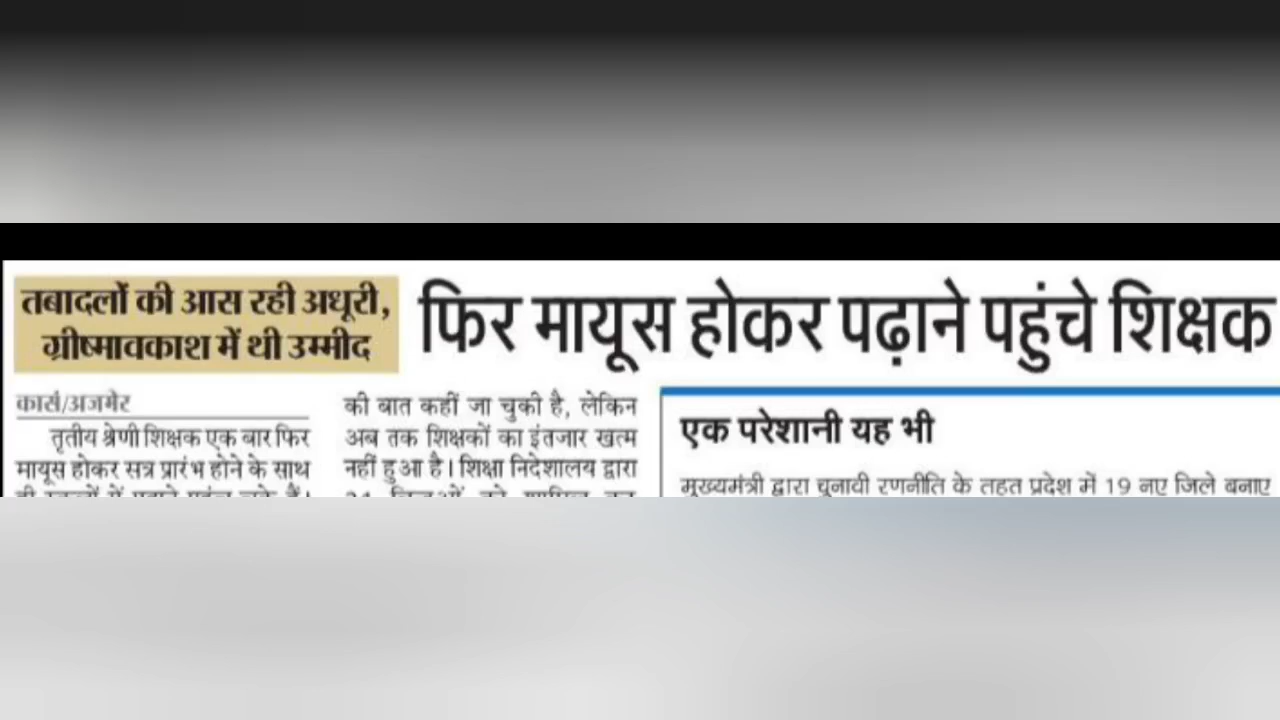 तबादलों की आस रही अधूरी,
ग्रीष्मावकाश में थी उम्मीद
फिर मायूस होकर पढ़ाने पहुंचे शिक्षक
कासं/अजमेर
तृतीय श्रेणी शिक्षक एक बार फिर
मायूस होकर सत्र प्रारंभ होने के साथ
की बात कहीं जा चुकी है, लेकिन
अब तक शिक्षकों का इंतजार खत्म
नहीं हुआ है। शिक्षा निदेशालय द्वारा
एक परेशानी यह भी
मुख्यमंत्री द्वारा चुनावी रणनीति के तहत प्रदेश में 19 नए जिले बनाए